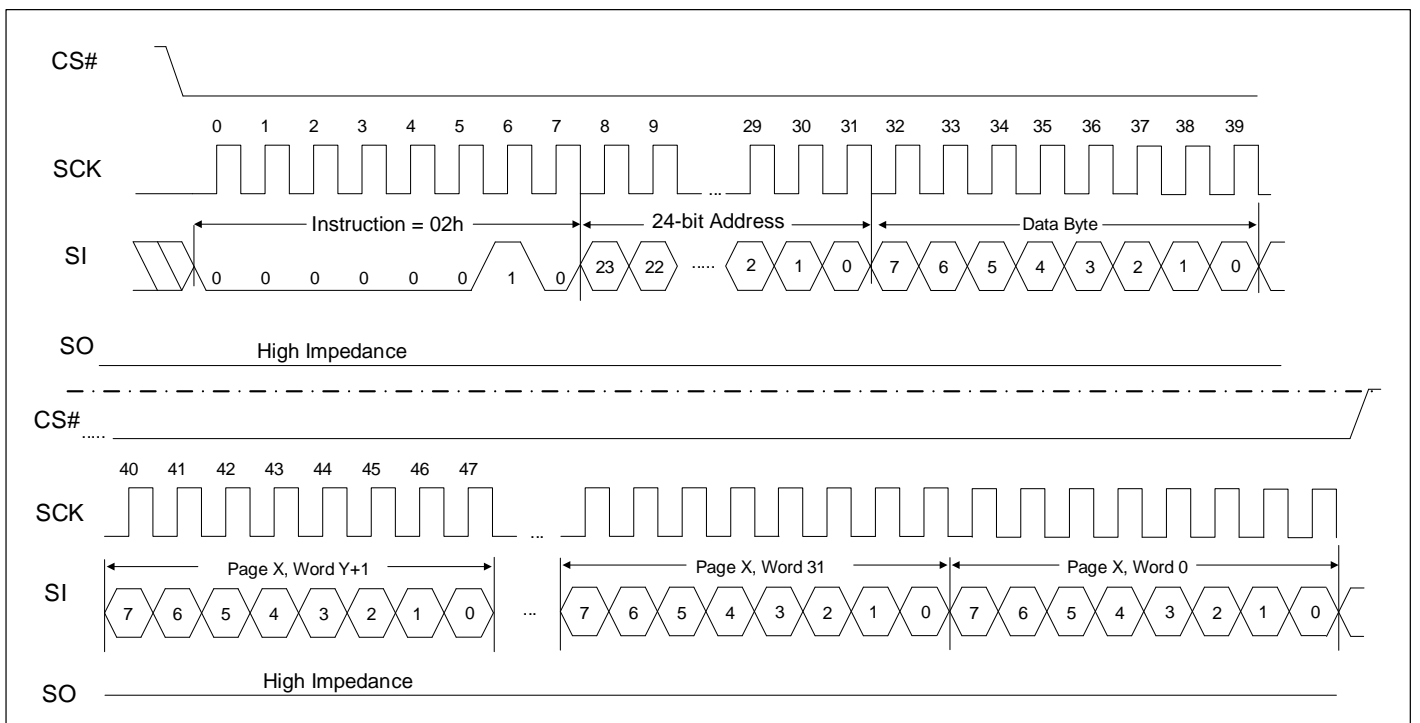 CS#
0 1 2 3 4 5 6 7 8 9 29 30 31 32 33 34 35 36 37 38 39
SCK
...
Instruction = 02h 24-bit Address Data Byte
SI
0 0 0 0 0 0 1 0 23 22 ..... 2 1 0 7 6 5 4 3 2 1 0
SO
High Impedance
CS#
.....
40 41 42 43 44 45 46 47
SCK
... ...
Page X, Word Y+1 Page X, Word 31 Page X, Word 0
SI
7 6 5 4 3 2 1 0 ... 7 6 5 4 3 2 1 0 7 6 5 4 3 2 1 0
High Impedance
SO